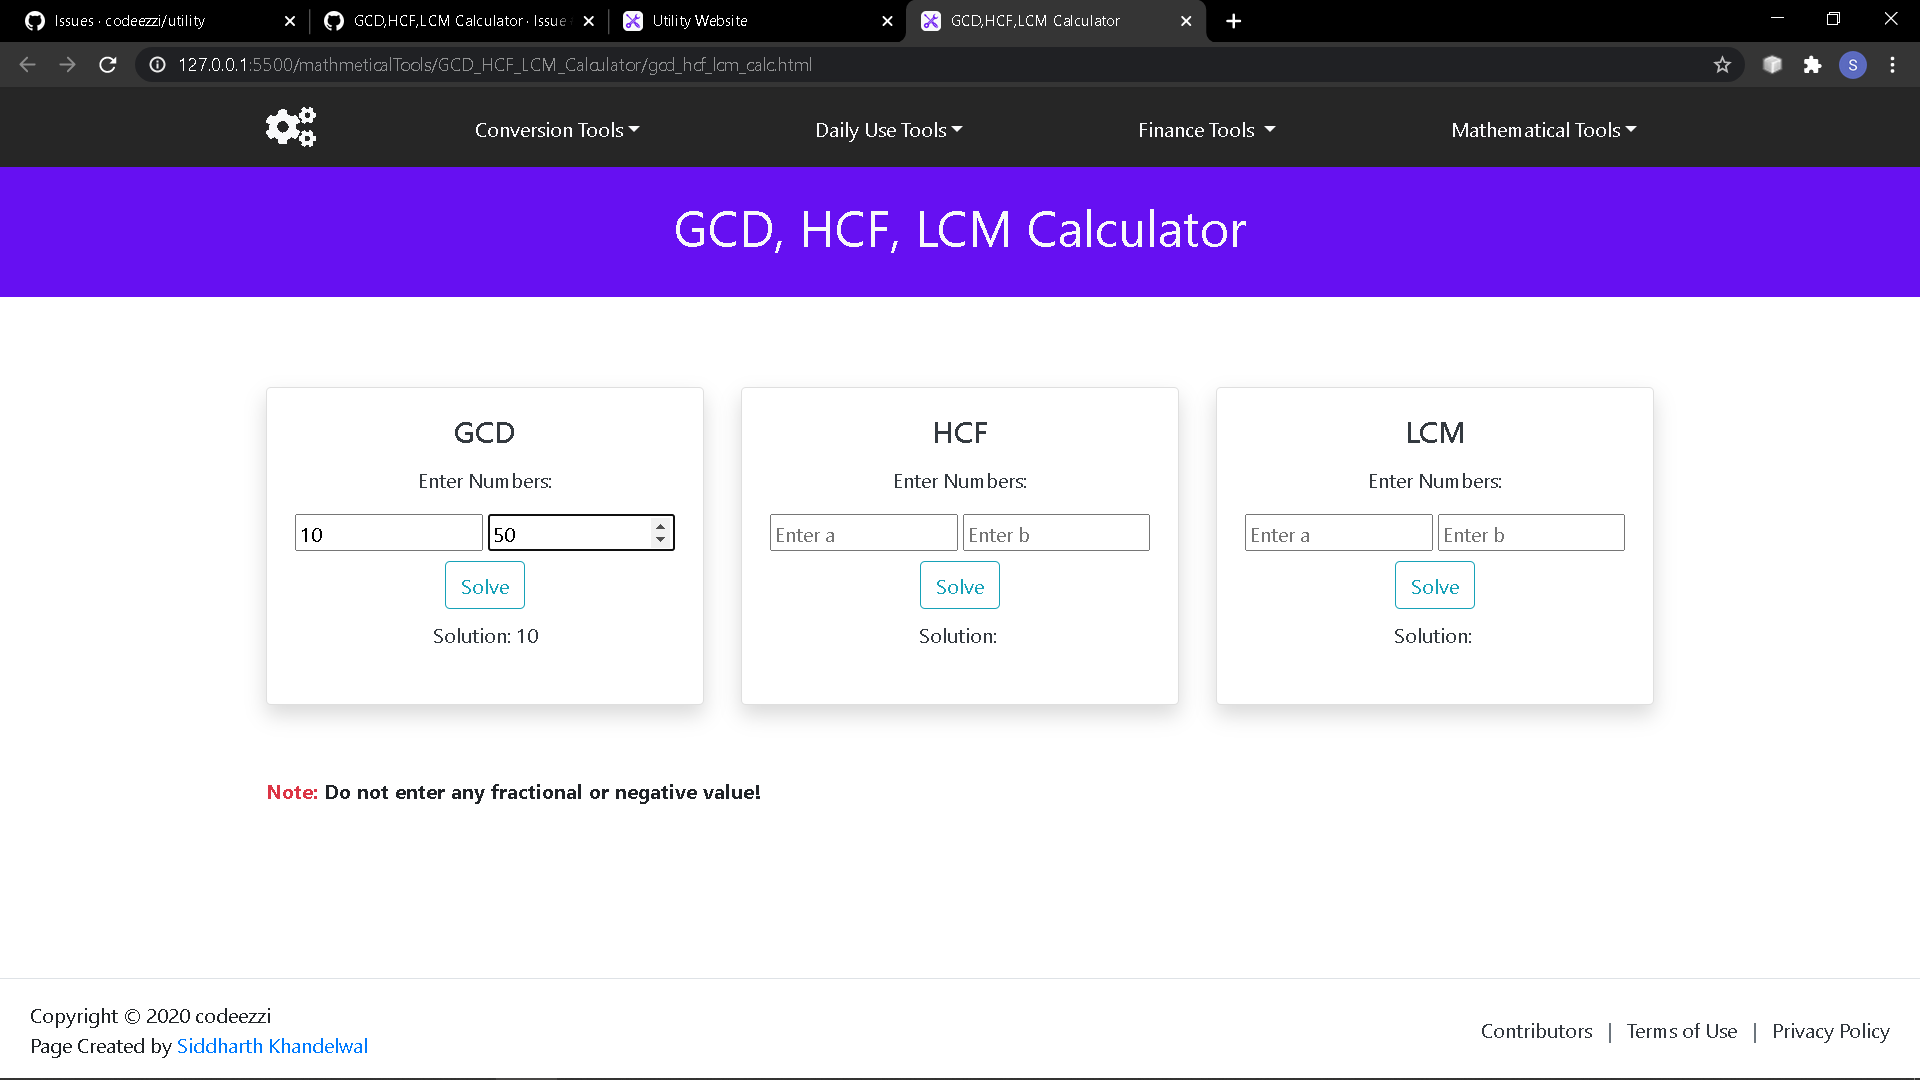 Issues · codeezzi/utility
GCD,HCF,LCM Calculator · Issue
Utility Website
GCD,HCF,LCM Calculator
127.0.0.1:5500/mathmeticalTools/GCD_HCF_LCM_Calculator/gcd_hcf_lcm_calc.html
S
Conversion Tools
Daily Use Tools
Finance Tools
Mathematical Tools
GCD, HCF, LCM Calculator
GCD
Enter Numbers:
10 50
Solve
Solution: 10
HCF
Enter Numbers:
Enter a Enter b
Solve
Solution:
LCM
Enter Numbers:
Enter a Enter b
Solve
Solution:
Note: Do not enter any fractional or negative value!
Copyright © 2020 codeezzi
Page Created by Siddharth Khandelwal
Contributors | Terms of Use | Privacy Policy